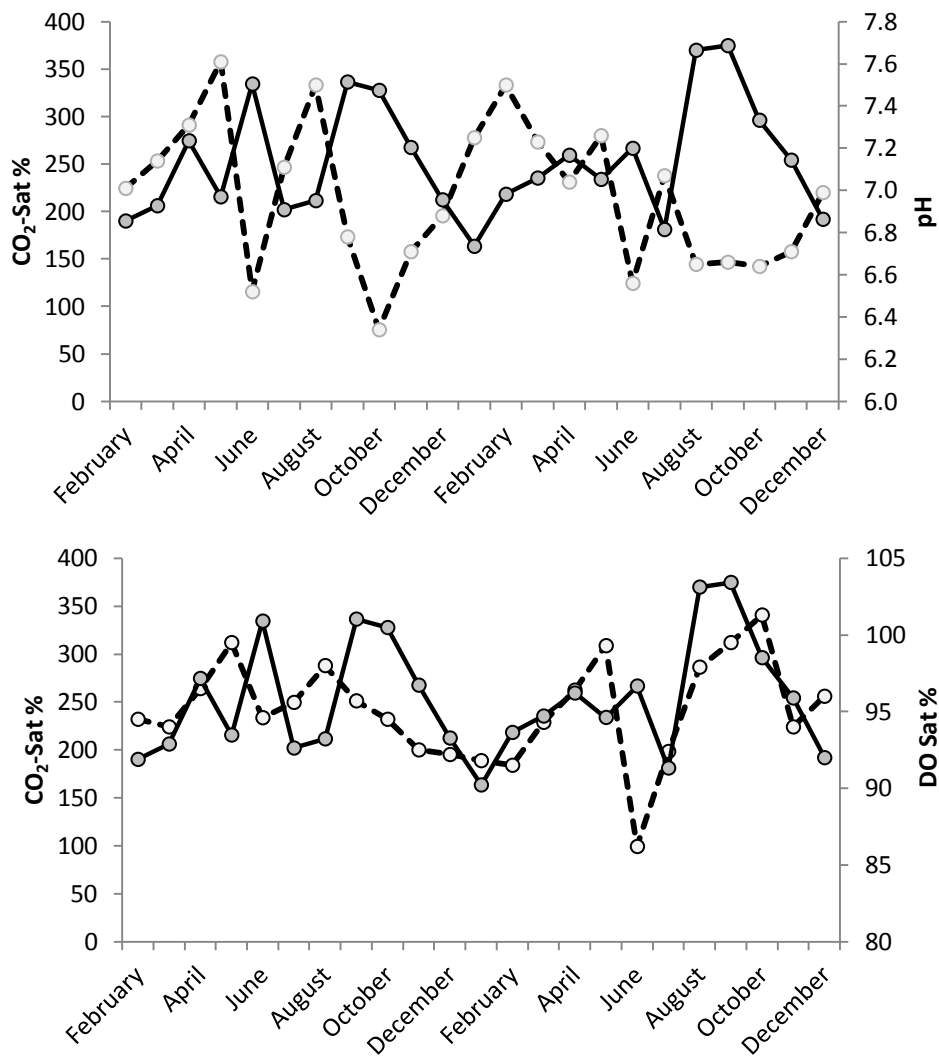 400
350
300
250
200
150
100
50
0
CO₂-Sat %
7.8
7.6
7.4
7.2
7.0
6.8
6.6
6.4
6.2
6.0
pH
February
April
June
August
October
December
February
April
June
August
October
December
400
350
300
250
200
150
100
50
0
CO₂-Sat %
105
100
95
90
85
80
DO Sat %
February
April
June
August
October
December
February
April
June
August
October
December